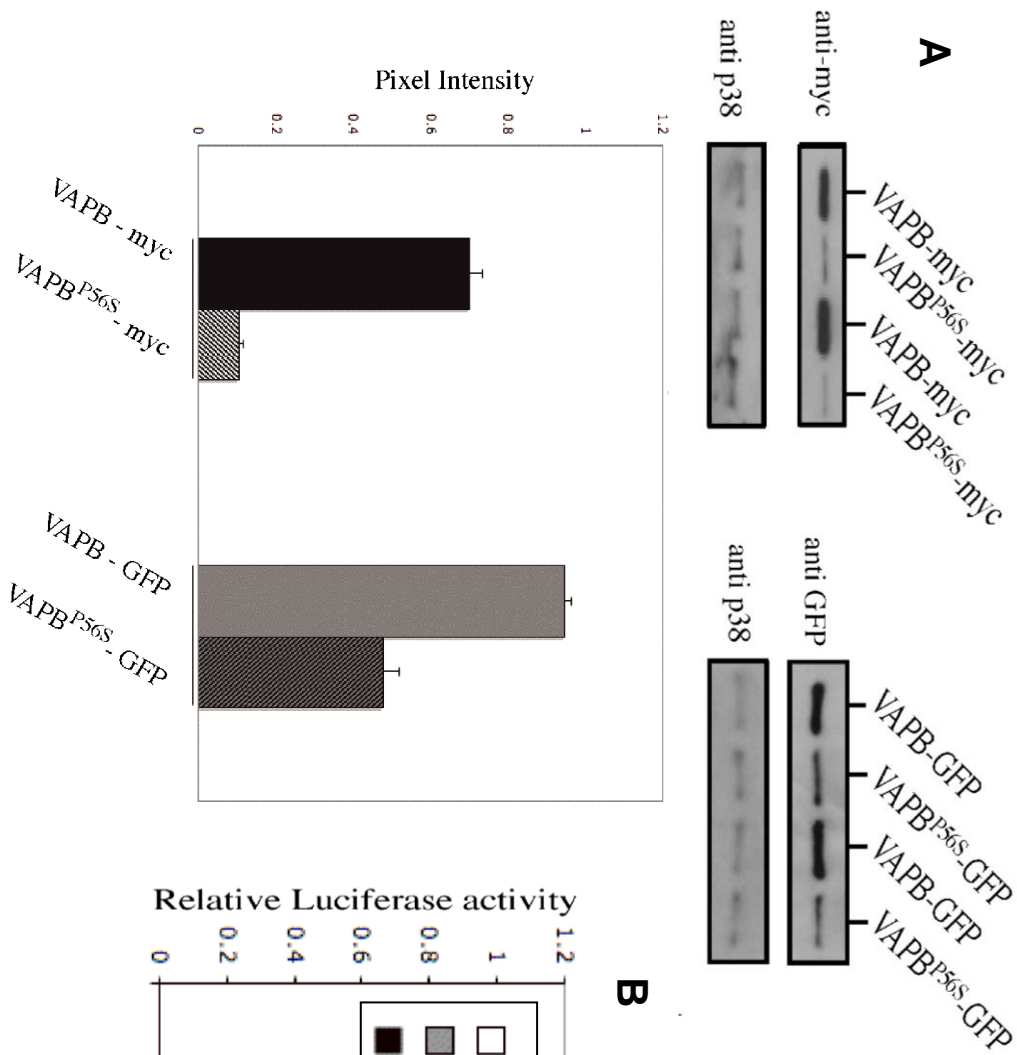 A
anti-myc
anti p38
VAPB-myc
VAPBP56S-myc
VAPB-myc
VAPBP56S-myc
anti GFP
anti p38
VAPB-GFP
VAPBP56S-GFP
VAPB-GFP
VAPBP56S-GFP
Pixel Intensity
1.2
1
0.8
0.6
0.4
0.2
0
VAPB - myc
VAPBP56S - myc
VAPB - GFP
VAPBP56S - GFP
B
Relative Luciferase activity
1.2
1
0.8
0.6
0.4
0.2
0